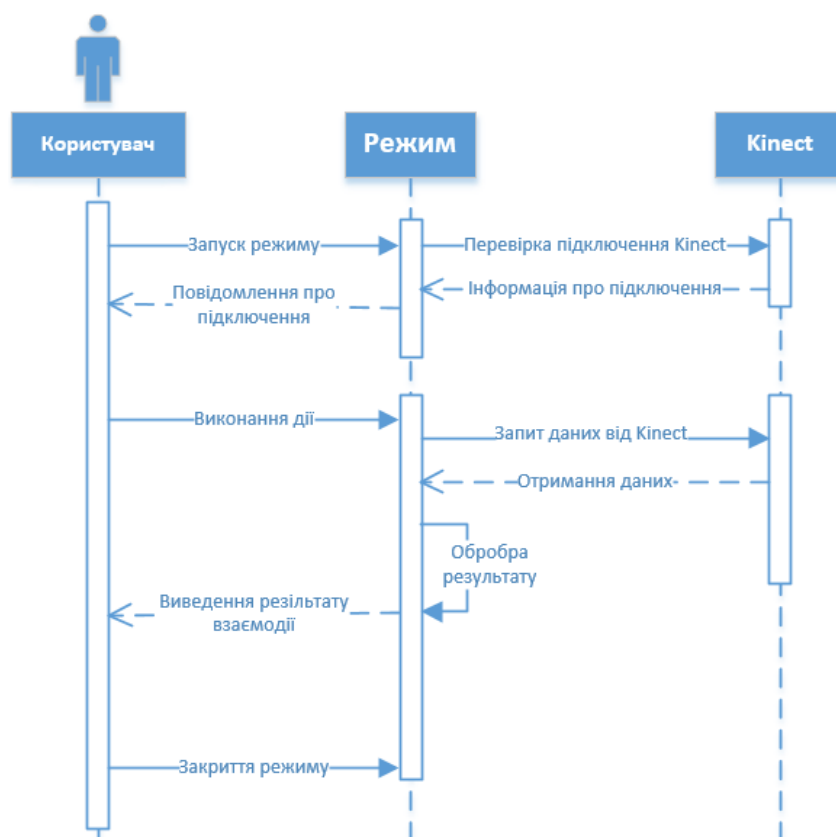 Користувач
Режим
Kinect
Запуск режиму
Перевірка підключення Kinect
Інформація про підключення
Повідомлення про
підключення
Виконання дії
Запит даних від Kinect
Отримання даних
Обробра
результату
Виведення резільтату
взаємодії
Закриття режиму